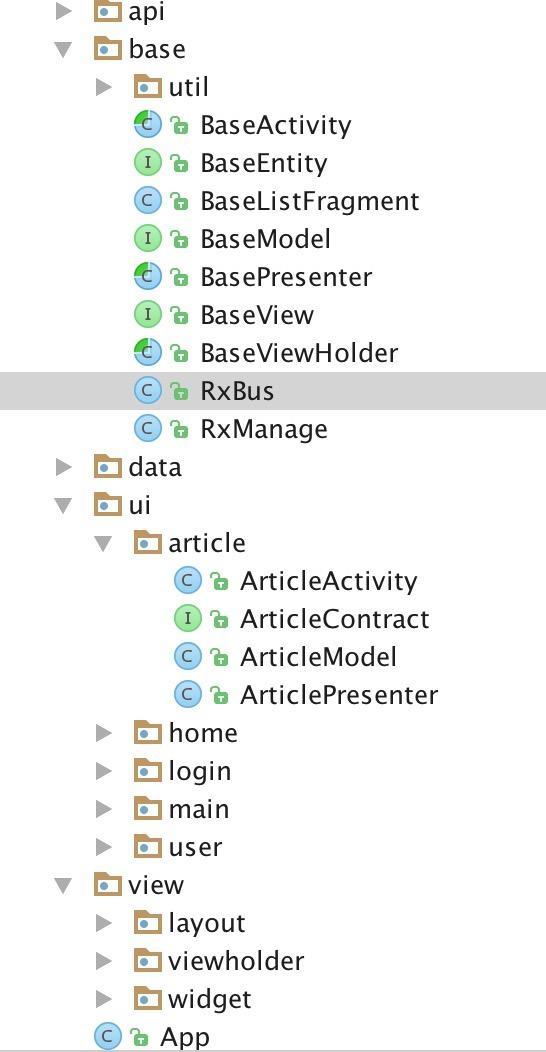 api
base
util
C BaseActivity
I BaseEntity
C BaseListFragment
I BaseModel
C BasePresenter
I BaseView
C BaseViewHolder
C RxBus
C RxManage
data
ui
article
C ArticleActivity
I ArticleContract
C ArticleModel
C ArticlePresenter
home
login
main
user
view
layout
viewholder
widget
C App